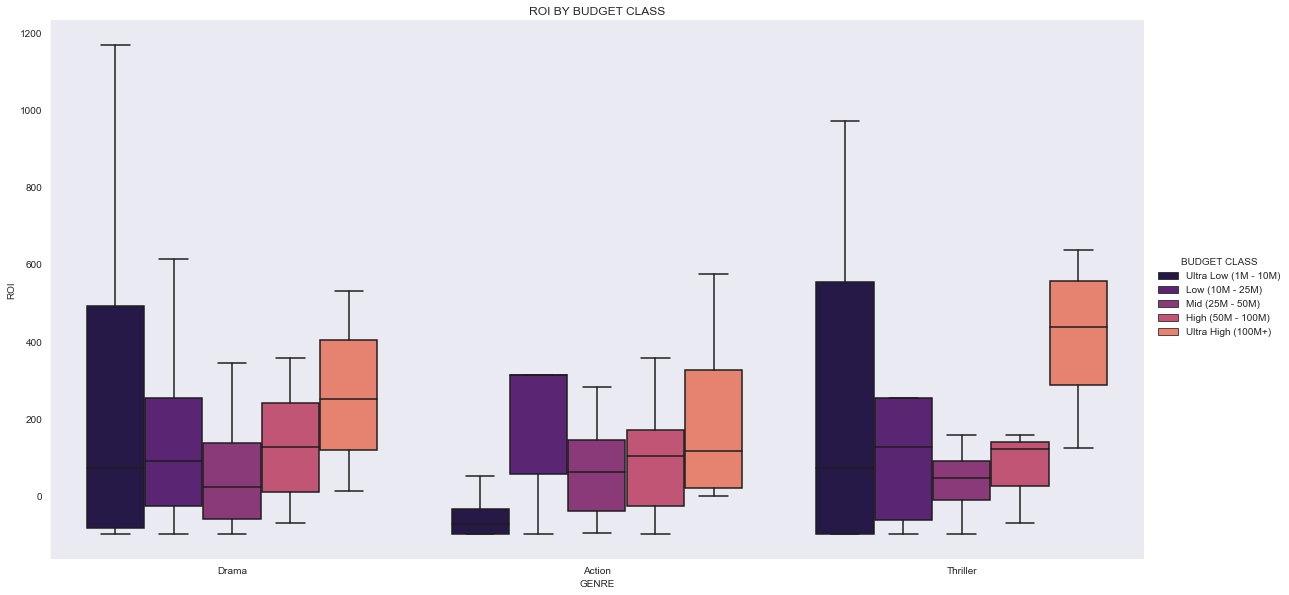 ROI BY BUDGET CLASS
1200
1000
800
600
400
200
0
ROI
Drama
Action
Thriller
GENRE
BUDGET CLASS
Ultra Low (1M - 10M)
Low (10M - 25M)
Mid (25M - 50M)
High (50M - 100M)
Ultra High (100M+)